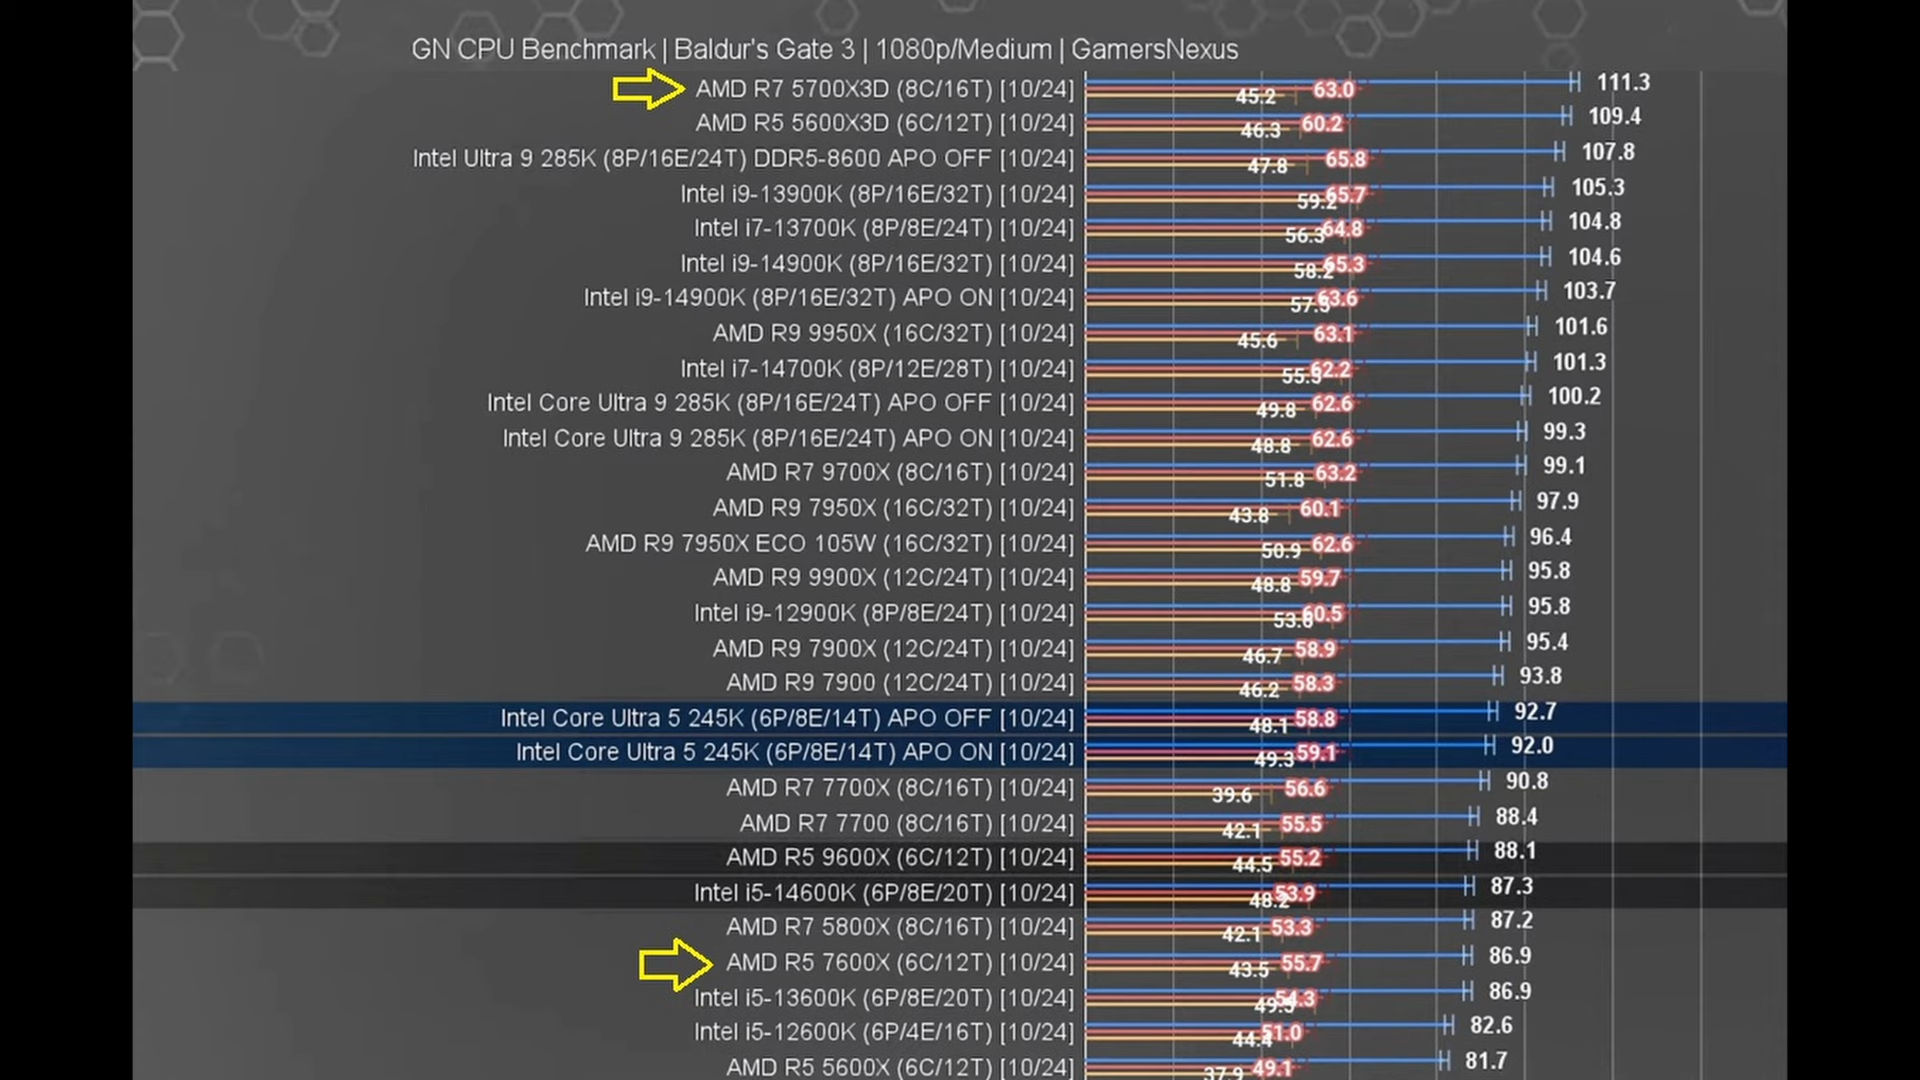 GN CPU Benchmark | Baldur's Gate 3 | 1080p/Medium | GamersNexus
AMD R7 5700X3D (8C/16T) [10/24] 45.2 63.0 111.3
AMD R5 5600X3D (6C/12T) [10/24] 46.3 60.2 109.4
Intel Ultra 9 285K (8P/16E/24T) DDR5-8600 APO OFF [10/24] 47.8 65.8 107.8
Intel i9-13900K (8P/16E/32T) [10/24] 59.2 65.7 105.3
Intel i7-13700K (8P/8E/24T) [10/24] 56.3 64.8 104.8
Intel i9-14900K (8P/16E/32T) [10/24] 58.2 65.3 104.6
Intel i9-14900K (8P/16E/32T) APO ON [10/24] 63.6 103.7
AMD R9 9950X (16C/32T) [10/24] 45.6 63.1 101.6
Intel i7-14700K (8P/12E/28T) [10/24] 62.2 101.3
Intel Core Ultra 9 285K (8P/16E/24T) APO OFF [10/24] 49.8 62.6 100.2
Intel Core Ultra 9 285K (8P/16E/24T) APO ON [10/24] 48.8 62.6 99.3
AMD R7 9700X (8C/16T) [10/24] 51.8 63.2 99.1
AMD R9 7950X (16C/32T) [10/24] 43.8 60.1 97.9
AMD R9 7950X ECO 105W (16C/32T) [10/24] 50.9 62.6 96.4
AMD R9 9900X (12C/24T) [10/24] 48.8 59.7 95.8
Intel i9-12900K (8P/8E/24T) [10/24] 60.5 95.8
AMD R9 7900X (12C/24T) [10/24] 46.7 58.9 95.4
AMD R9 7900 (12C/24T) [10/24] 46.2 58.3 93.8
Intel Core Ultra 5 245K (6P/8E/14T) APO OFF [10/24] 48.1 58.8 92.7
Intel Core Ultra 5 245K (6P/8E/14T) APO ON [10/24] 49.3 59.1 92.0
AMD R7 7700X (8C/16T) [10/24] 39.6 56.6 90.8
AMD R7 7700 (8C/16T) [10/24] 42.1 55.5 88.4
AMD R5 9600X (6C/12T) [10/24] 44.5 55.2 88.1
Intel i5-14600K (6P/8E/20T) [10/24] 48.2 53.9 87.3
AMD R7 5800X (8C/16T) [10/24] 42.1 53.3 87.2
AMD R5 7600X (6C/12T) [10/24] 43.5 55.7 86.9
Intel i5-13600K (6P/8E/20T) [10/24] 54.3 86.9
Intel i5-12600K (6P/4E/16T) [10/24] 44.4 51.0 82.6
AMD R5 5600X (6C/12T) [10/24] 37.9 49.1 81.7